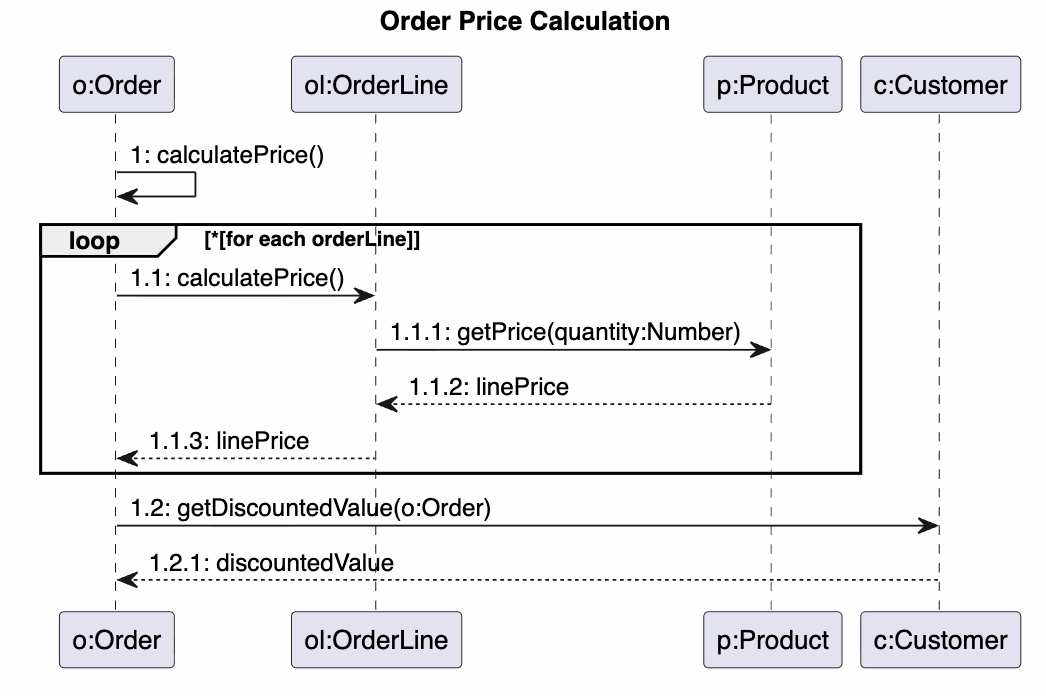 Order Price Calculation
o:Order
ol:OrderLine
p:Product
c:Customer
1: calculatePrice()
loop
[*[for each orderLine]]
1.1: calculatePrice()
1.1.1: getPrice(quantity:Number)
1.1.2: linePrice
1.1.3: linePrice
1.2: getDiscountedValue(o:Order)
1.2.1: discountedValue
o:Order
ol:OrderLine
p:Product
c:Customer